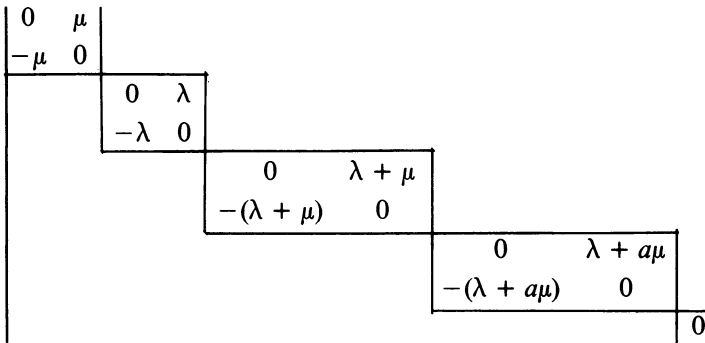 0 μ
−μ 0
0 λ
−λ 0
0 λ + μ
−(λ + μ) 0
0 λ + aμ
−(λ + aμ) 0
0